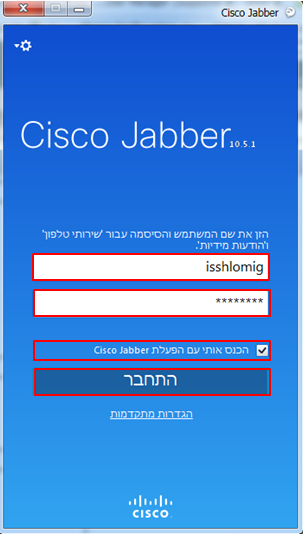 Cisco Jabber
Cisco Jabber 10.5.1
הזן את שם המשתמש והסיסמה עבור 'שירותי טלפון'
ו'הודעות מידיות'.
isshlomig
********
הכנס אותי עם הפעלת Cisco Jabber
התחבר
הגדרות מתקדמות
CISCO